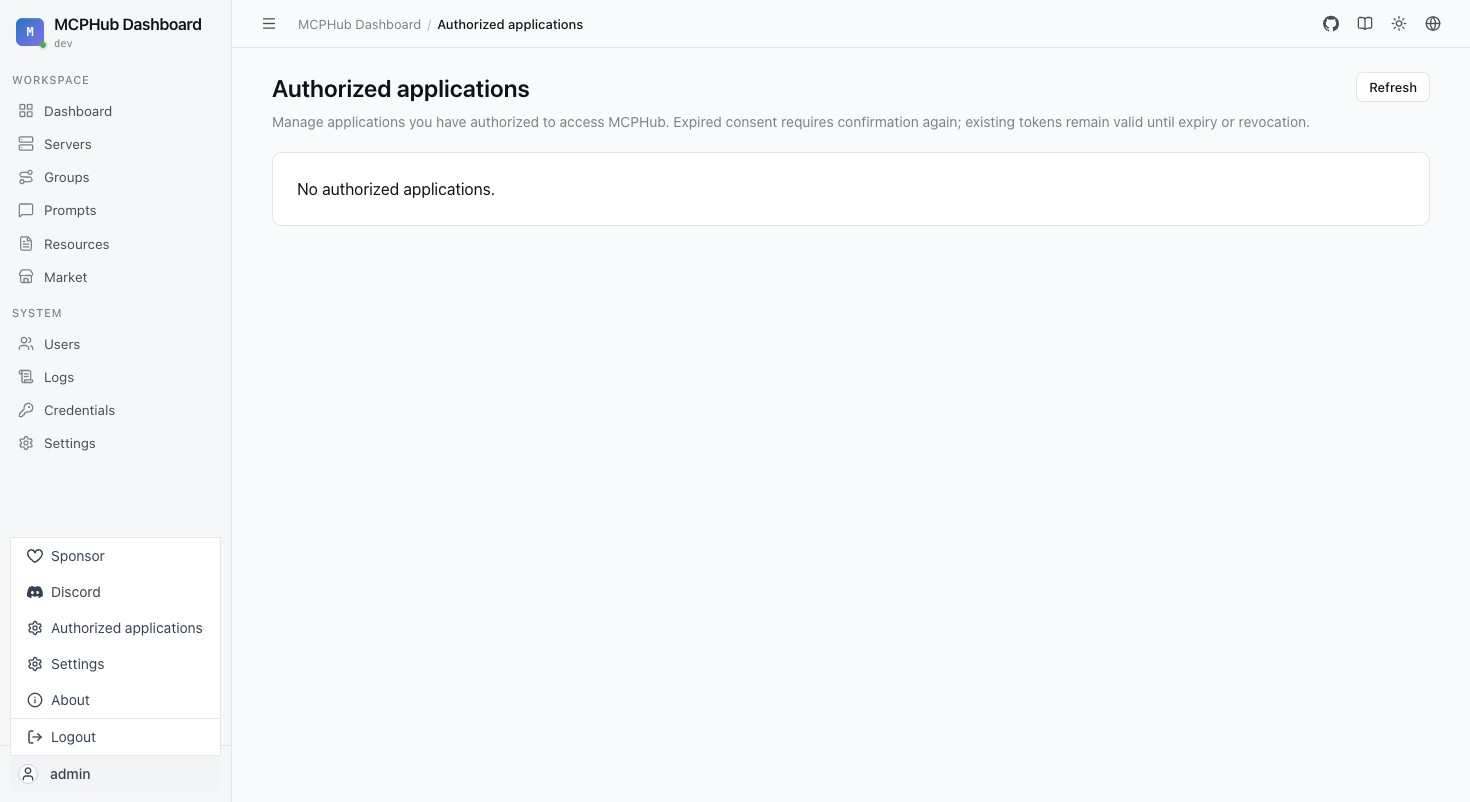 M
MCPHub Dashboard
dev
WORKSPACE
Dashboard
Servers
Groups
Prompts
Resources
Market
SYSTEM
Users
Logs
Credentials
Settings
Sponsor
Discord
Authorized applications
Settings
About
Logout
admin
MCPHub Dashboard / Authorized applications
Authorized applications
Refresh
Manage applications you have authorized to access MCPHub. Expired consent requires confirmation again; existing tokens remain valid until expiry or revocation.
No authorized applications.